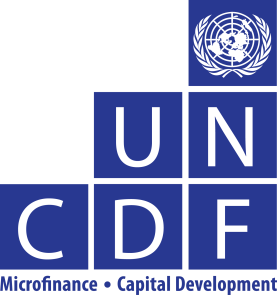 UN
CDF
Microfinance • Capital Development